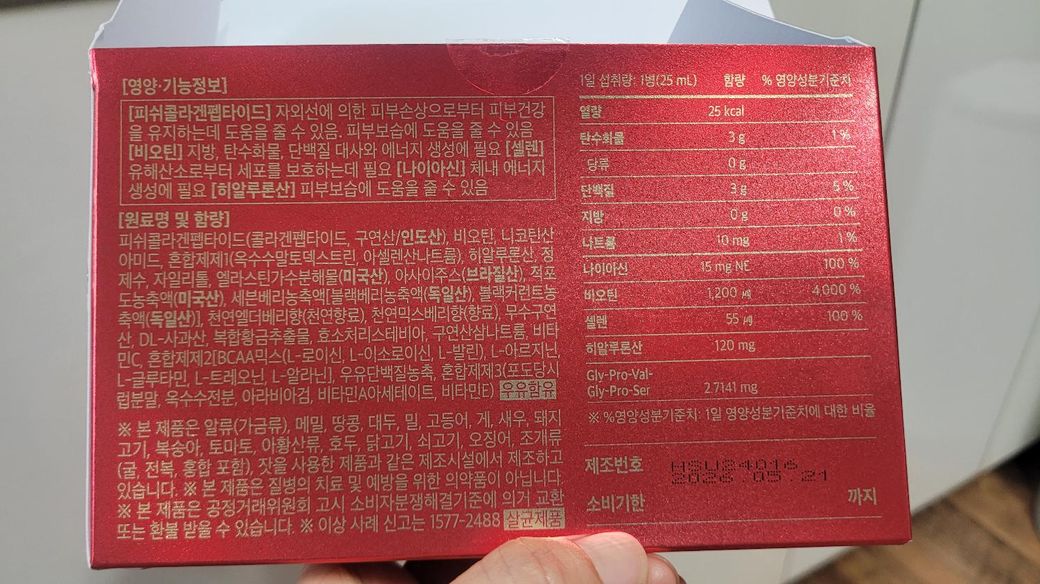 [영양·기능정보]
[피쉬콜라겐펩타이드] 자외선에 의한 피부손상으로부터 피부건강
을 유지하는데 도움을 줄 수 있음. 피부보습에 도움을 줄 수 있음
[비오틴] 지방, 탄수화물, 단백질 대사와 에너지 생성에 필요 [셀렌]
유해산소로부터 세포를 보호하는데 필요 [나이아신] 체내 에너지
생성에 필요 [히알루론산] 피부보습에 도움을 줄 수 있음
[원료명 및 함량]
피쉬콜라겐펩타이드(콜라겐펩타이드, 구연산/인도산), 비오틴, 니코틴산
아미드, 혼합제제1(옥수수말토덱스트린, 아셀렌산나트륨), 히알루론산, 정
제수, 자일리톨, 엘라스틴가수분해물(미국산), 아사이주스(브라질산), 적포
도농축액(미국산), 세븐베리농축액[블랙베리농축액(독일산), 블랙커런트농
축액(독일산)], 천연엘더베리향(천연향료), 천연믹스베리향(향료), 무수구연
산, DL-사과산, 복합황금추출물, 효소처리스테비아, 구연산삼나트륨, 비타
민C, 혼합제제2[BCAA믹스(L-로이신, L-이소로이신, L-발린), L-아르지닌,
L-글루타민, L-트레오닌, L-알라닌], 우유단백질농축, 혼합제제3(포도당시
럽분말, 옥수수전분, 아라비아검, 비타민A아세테이트, 비타민E) 우유함유
※ 본 제품은 알류(가금류), 메밀, 땅콩, 대두, 밀, 고등어, 게, 새우, 돼지
고기, 복숭아, 토마토, 아황산류, 호두, 닭고기, 쇠고기, 오징어, 조개류
(굴, 전복, 홍합 포함), 잣을 사용한 제품과 같은 제조시설에서 제조하고
있습니다. ※ 본 제품은 질병의 치료 및 예방을 위한 의약품이 아닙니다.
※ 본 제품은 공정거래위원회 고시 소비자분쟁해결기준에 의거 교환
또는 환불 받을 수 있습니다. ※ 이상 사례 신고는 1577-2488 살균제품
1일 섭취량: 1병(25 mL) 함량 % 영양성분기준치
열량 25 kcal
탄수화물 3 g 1 %
당류 0 g
단백질 3 g 5 %
지방 0 g 0 %
나트륨 10 mg 1 %
나이아신 15 mg NE 100 %
비오틴 1,200 ㎍ 4,000 %
셀렌 55 ㎍ 100 %
히알루론산 120 mg
Gly-Pro-Val-
Gly-Pro-Ser 2.7141 mg
※ %영양성분기준치: 1일 영양성분기준치에 대한 비율
제조번호 HSU24016
2026.05.21
소비기한 까지